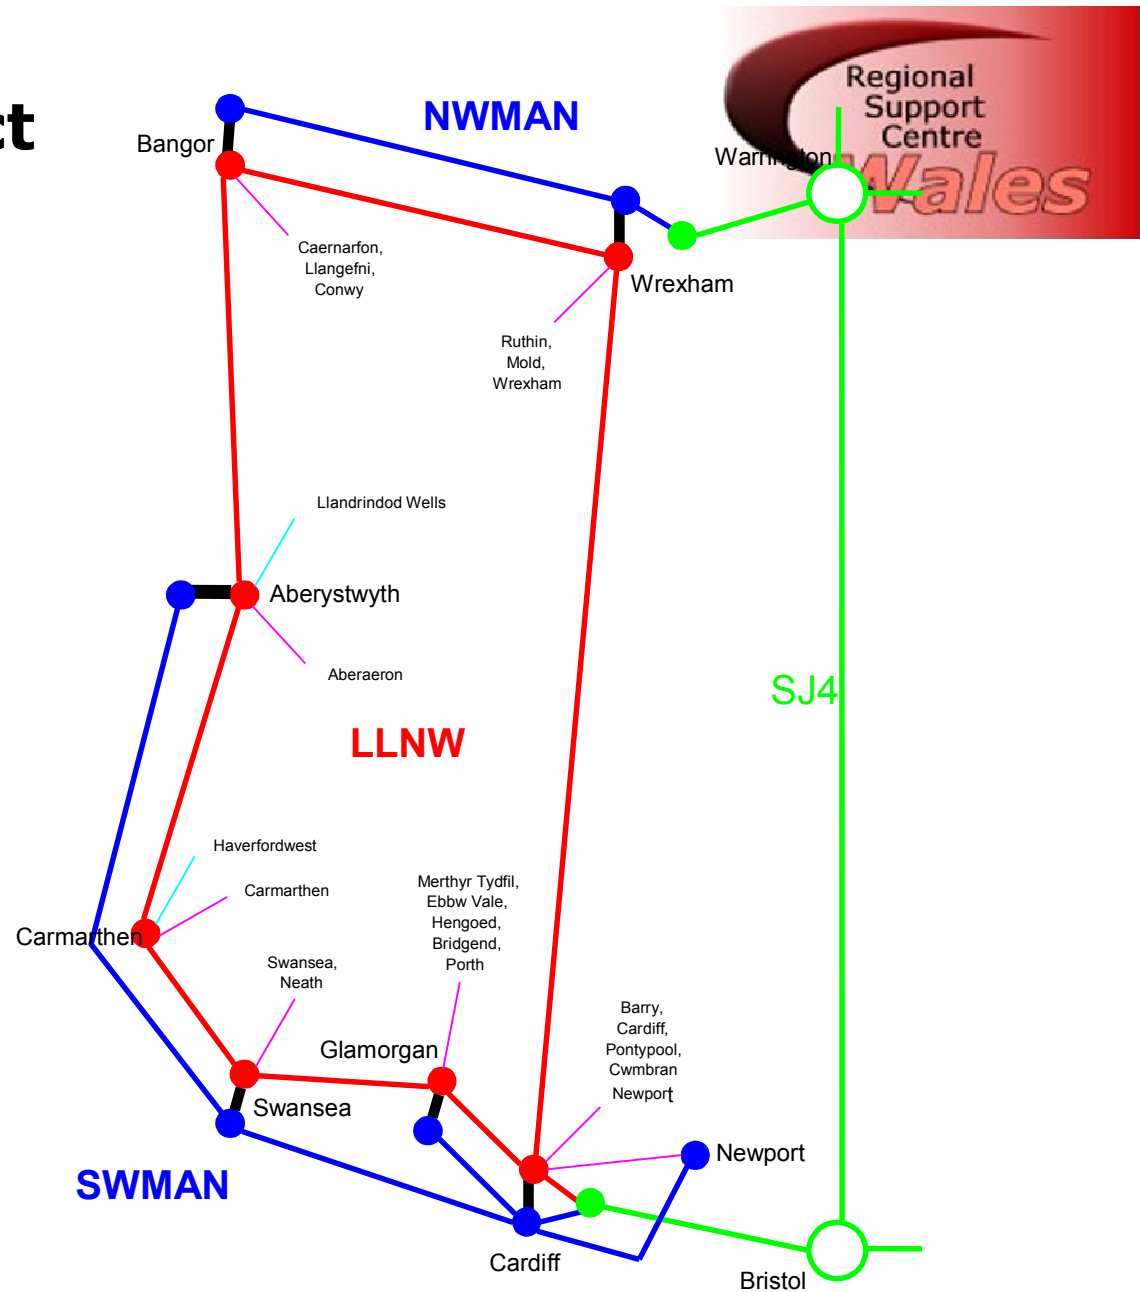 ct
NWMAN
Regional
Support
Centre
Wales
Warrington
Bangor
Caernarfon,
Llangefni,
Conwy
Wrexham
Ruthin,
Mold,
Wrexham
Llandrindod Wells
Aberystwyth
Aberaeron
SJ4
LLNW
Haverfordwest
Carmarthen
Carmarthen
Merthyr Tydfil,
Ebbw Vale,
Hengoed,
Bridgend,
Porth
Swansea,
Neath
Barry,
Cardiff,
Pontypool,
Cwmbran
Newport
Glamorgan
Swansea
Newport
SWMAN
Cardiff
Bristol